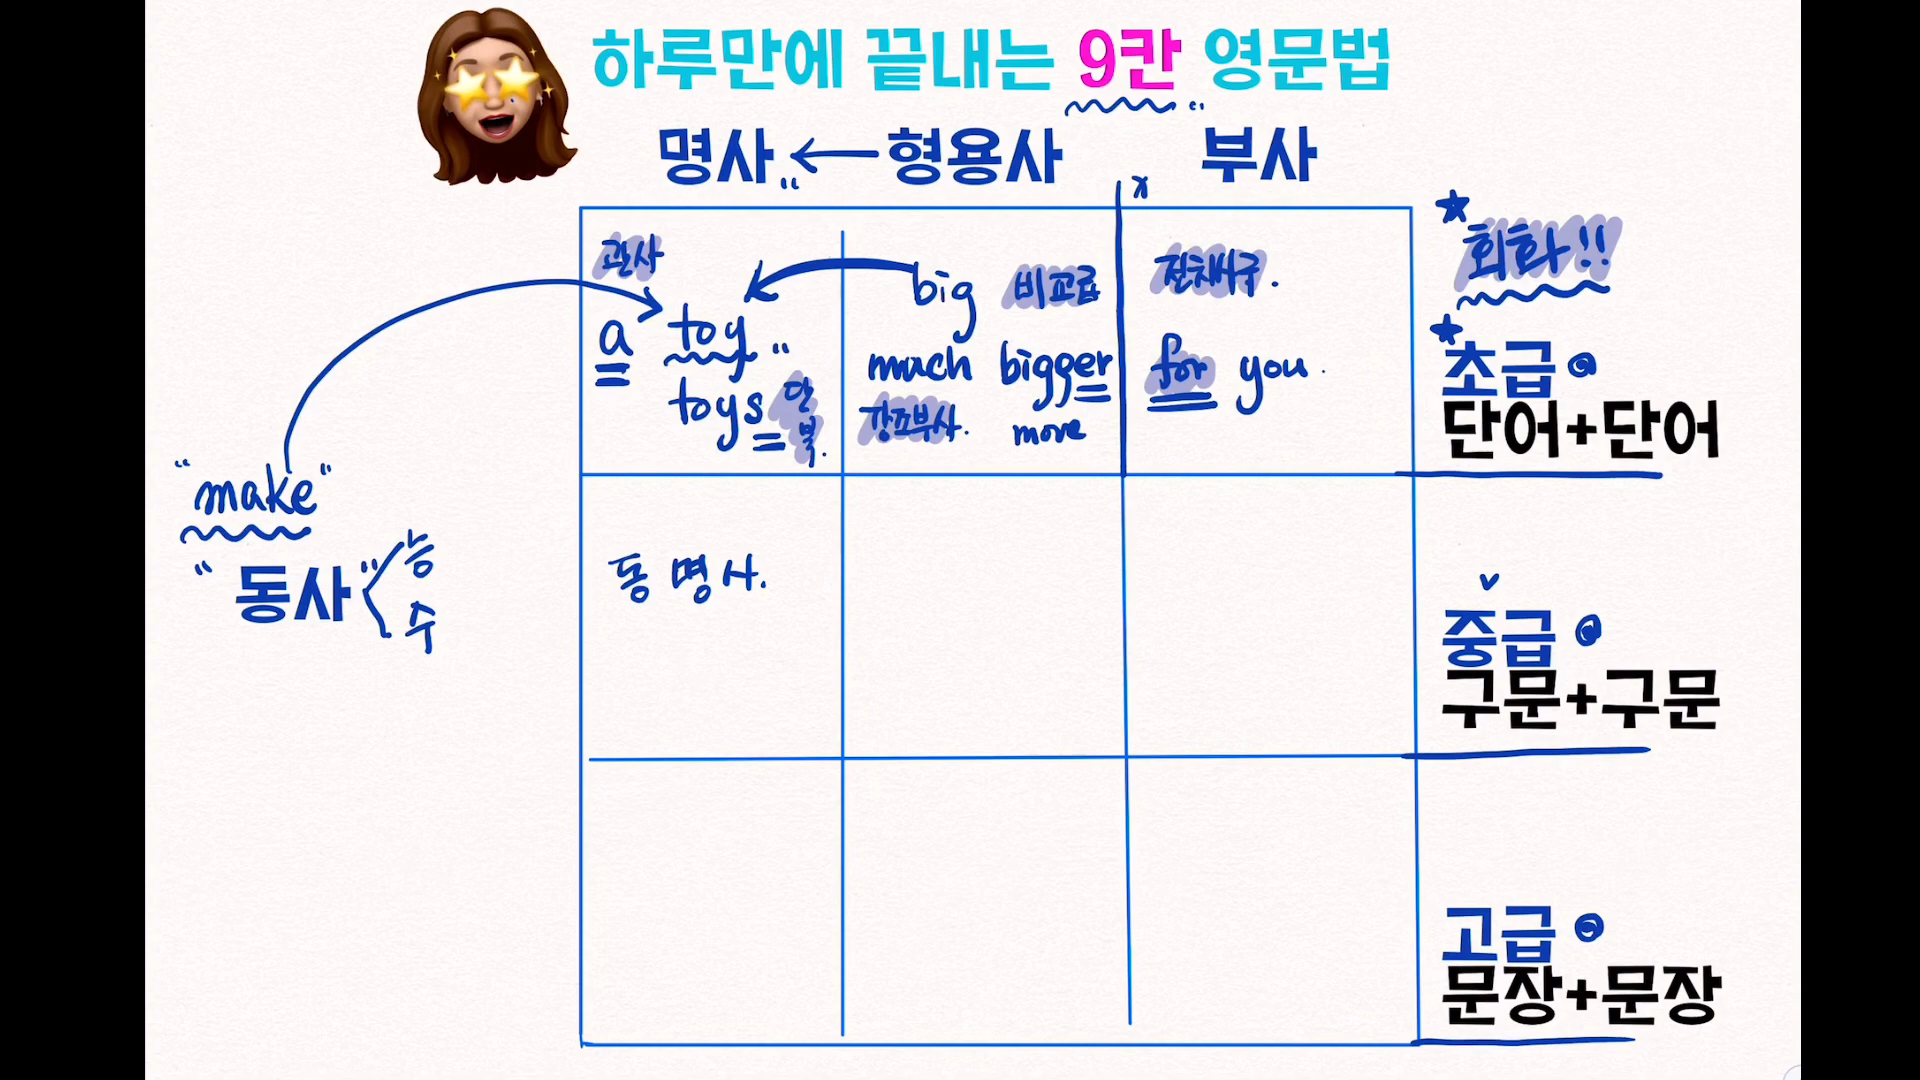 하루만에 끝내는 9칸 영문법
명사 ← 형용사 부사
x
관사
a toy
toys
단
복.
big 비교급
much bigger
강조부사. more
전치사구.
for you.
회화!!
초급
단어+단어
"make"
"동사"
능
수
동명사.
중급
구문+구문
고급
문장+문장